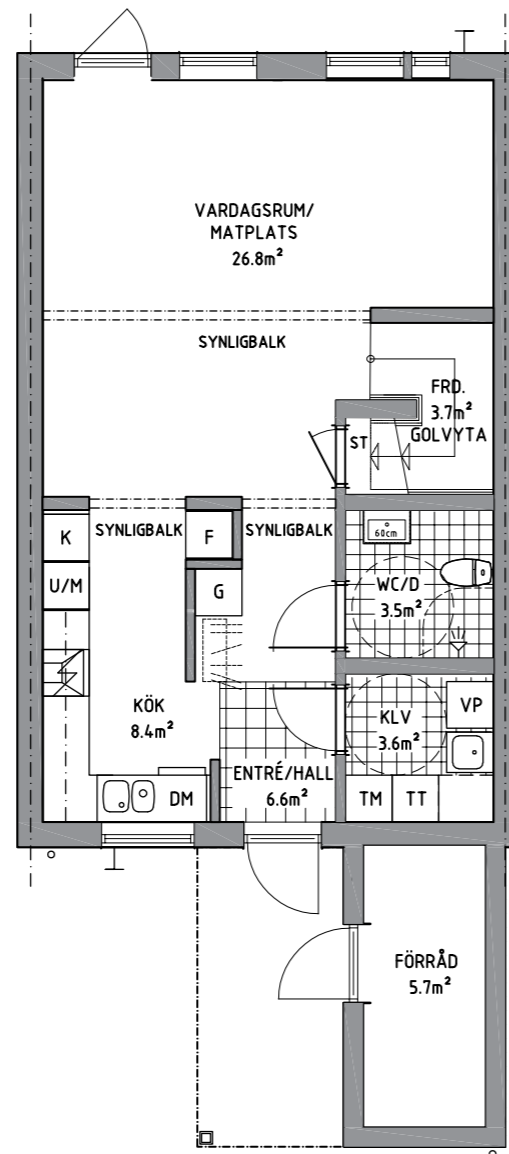 VARDAGSRUM/
MATPLATS
26.8m²
SYNLIGBALK
FRD.
3.7m²
GOLVYTA
ST
K
SYNLIGBALK
F
SYNLIGBALK
60cm
U/M
G
WC/D
3.5m²
KÖK
8.4m²
KLV
3.6m²
VP
ENTRÉ/HALL
6.6m²
DM
TM
TT
FÖRRÅD
5.7m²